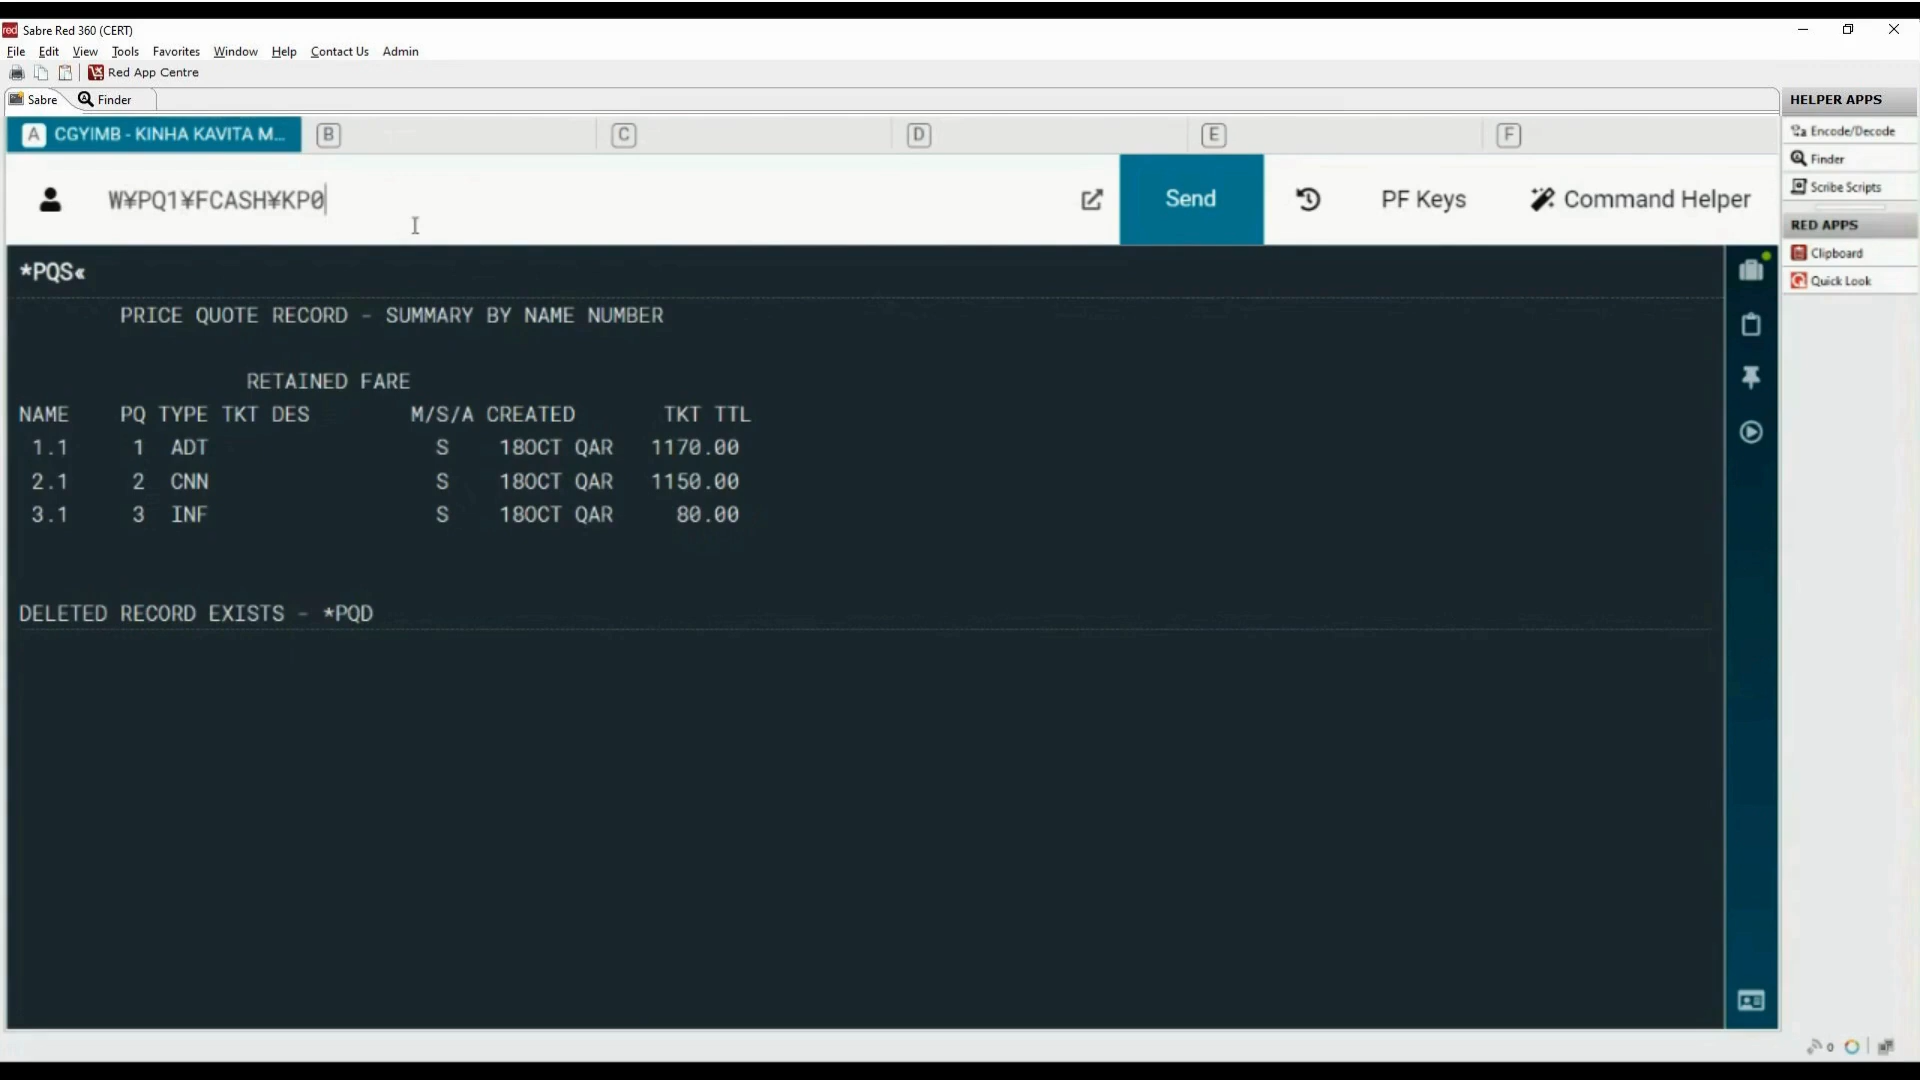 red Sabre Red 360 (CERT)
File Edit View Tools Favorites Window Help Contact Us Admin
Red App Centre
Sabre Finder
HELPER APPS
A CGYIMB - KINHA KAVITA M... B C D E F
Encode/Decode
Finder
Scribe Scripts
W¥PQ1¥FCASH¥KP0
Send
PF Keys
Command Helper
RED APPS
Clipboard
Quick Look
*PQS«
PRICE QUOTE RECORD - SUMMARY BY NAME NUMBER
RETAINED FARE
NAME PQ TYPE TKT DES M/S/A CREATED TKT TTL
1.1 1 ADT S 18OCT QAR 1170.00
2.1 2 CNN S 18OCT QAR 1150.00
3.1 3 INF S 18OCT QAR 80.00
DELETED RECORD EXISTS - *PQD
0